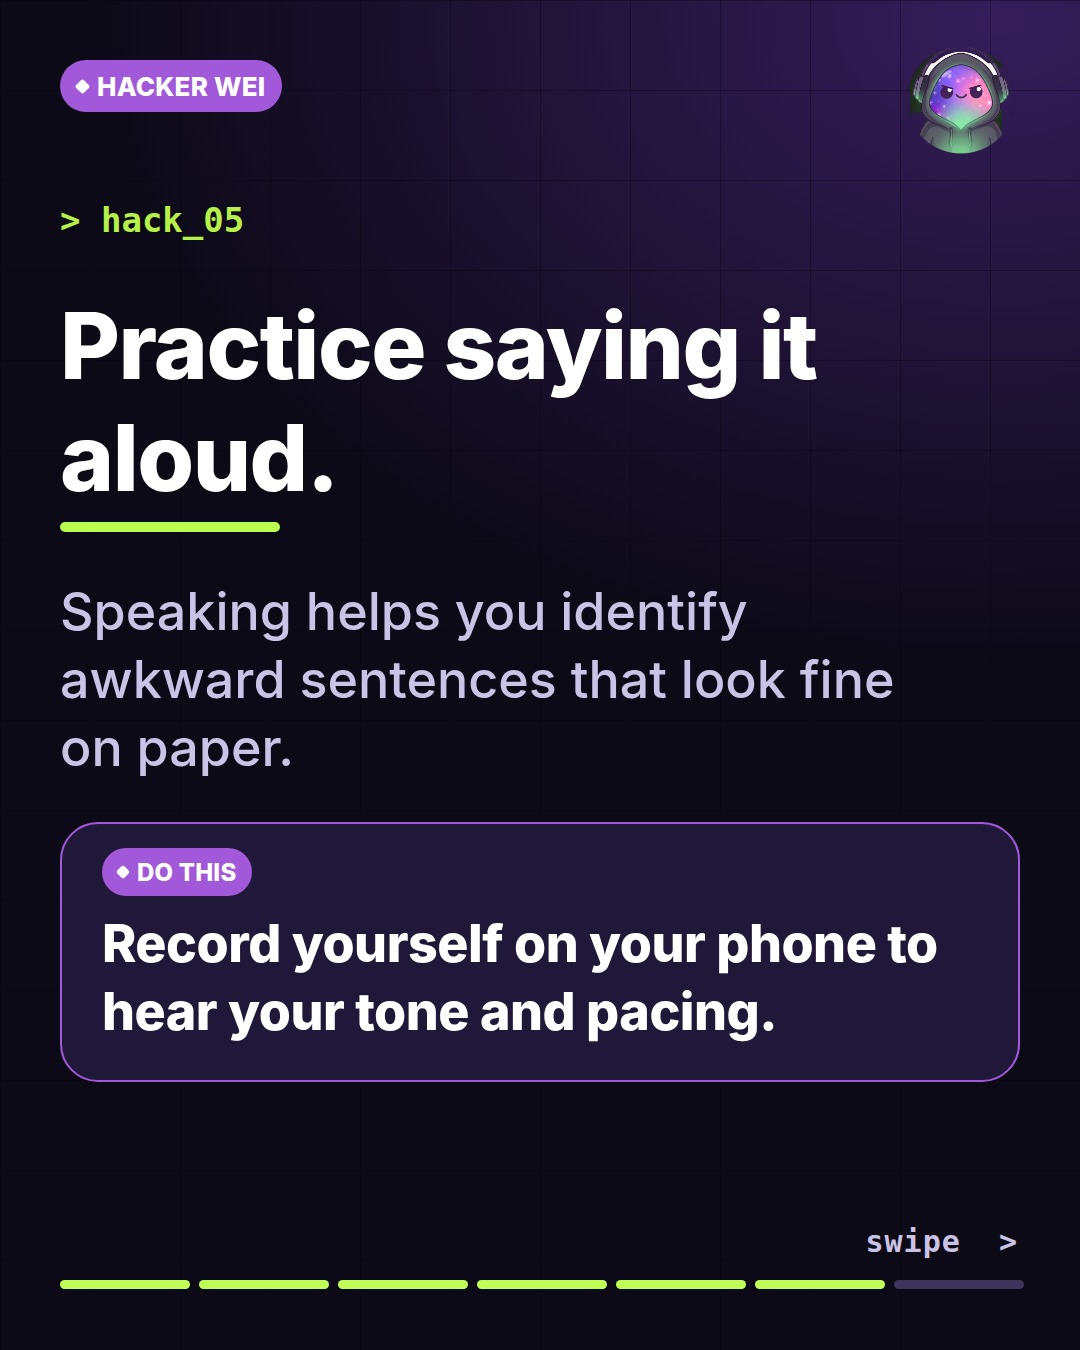 HACKER WEI
> hack_05
Practice saying it
aloud.
Speaking helps you identify
awkward sentences that look fine
on paper.
DO THIS
Record yourself on your phone to
hear your tone and pacing.
swipe >